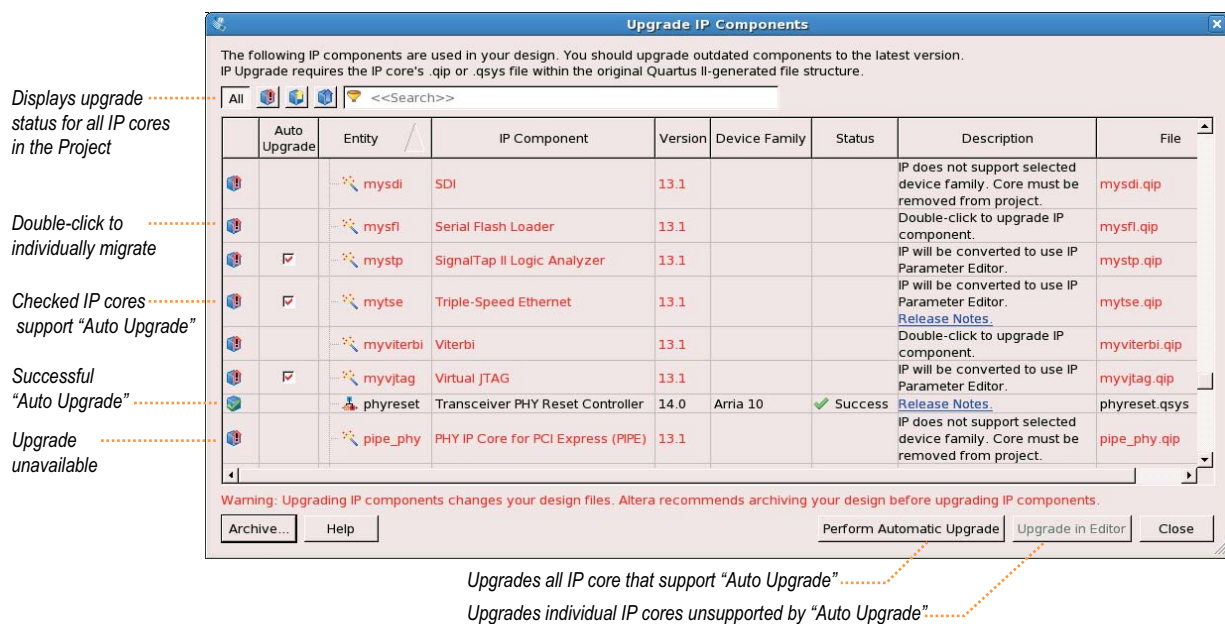 Upgrade IP Components
The following IP components are used in your design. You should upgrade outdated components to the latest version.
IP Upgrade requires the IP core's .qip or .qsys file within the original Quartus II-generated file structure.
Displays upgrade
status for all IP cores
in the Project
All <<Search>>
Auto
Upgrade Entity IP Component Version Device Family Status Description File
IP does not support selected
mysdi SDI 13.1 device family. Core must be mysdi.qip
removed from project.
Double-click to
individually migrate
Double-click to upgrade IP
mysfl Serial Flash Loader 13.1 component. mysfl.qip
IP will be converted to use IP
mystp SignalTap II Logic Analyzer 13.1 Parameter Editor. mystp.qip
Checked IP cores
support “Auto Upgrade”
IP will be converted to use IP
mytse Triple-Speed Ethernet 13.1 Parameter Editor. mytse.qip
Release Notes.
Double-click to upgrade IP
myviterbi Viterbi 13.1 component. myviterbi.qip
Successful
“Auto Upgrade”
IP will be converted to use IP
myvjtag Virtual JTAG 13.1 Parameter Editor. myvjtag.qip
phyreset Transceiver PHY Reset Controller 14.0 Arria 10 Success Release Notes. phyreset.qsys
Upgrade
unavailable
IP does not support selected
pipe_phy PHY IP Core for PCI Express (PIPE) 13.1 device family. Core must be pipe_phy.qip
removed from project.
Warning: Upgrading IP components changes your design files. Altera recommends archiving your design before upgrading IP components.
Archive... Help Perform Automatic Upgrade Upgrade in Editor Close
Upgrades all IP core that support “Auto Upgrade”
Upgrades individual IP cores unsupported by “Auto Upgrade”